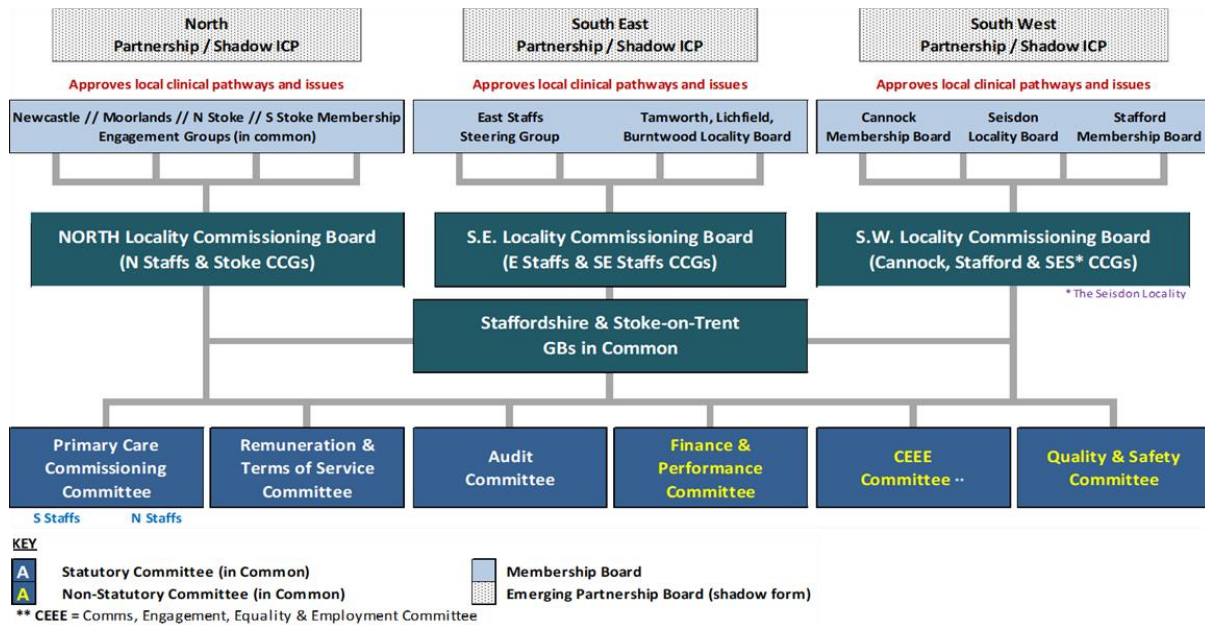 North
Partnership / Shadow ICP
South East
Partnership / Shadow ICP
South West
Partnership / Shadow ICP
Approves local clinical pathways and issues
Approves local clinical pathways and issues
Approves local clinical pathways and issues
Newcastle // Moorlands // N Stoke // S Stoke Membership
Engagement Groups (in common)
East Staffs
Steering Group
Tamworth, Lichfield,
Burntwood Locality Board
Cannock
Membership Board
Seisdon
Locality Board
Stafford
Membership Board
NORTH Locality Commissioning Board
(N Staffs & Stoke CCGs)
S.E. Locality Commissioning Board
(E Staffs & SE Staffs CCGs)
S.W. Locality Commissioning Board
(Cannock, Stafford & SES* CCGs)
* The Seisdon Locality
Staffordshire & Stoke-on-Trent
GBs in Common
Primary Care
Commissioning
Committee
Remuneration &
Terms of Service
Committee
Audit
Committee
Finance &
Performance
Committee
CEEE
Committee **
Quality & Safety
Committee
S Staffs
N Staffs
KEY
A Statutory Committee (in Common)
A Non-Statutory Committee (in Common)
Membership Board
Emerging Partnership Board (shadow form)
** CEEE = Comms, Engagement, Equality & Employment Committee